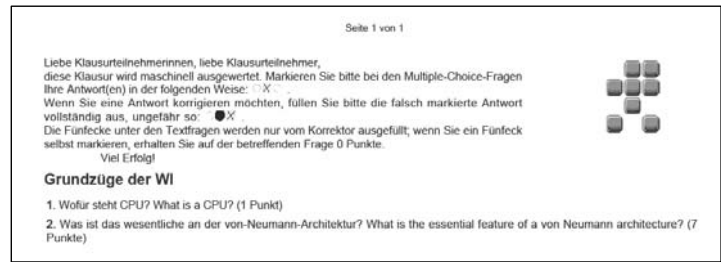 Seite 1 von 1
Liebe Klausurteilnehmerinnen, liebe Klausurteilnehmer,
diese Klausur wird maschinell ausgewertet. Markieren Sie bitte bei den Multiple-Choice-Fragen
Ihre Antwort(en) in der folgenden Weise: ○X○ .
Wenn Sie eine Antwort korrigieren möchten, füllen Sie bitte die falsch markierte Antwort
vollständig aus, ungefähr so: ○●X .
Die Fünfecke unter den Textfragen werden nur vom Korrektor ausgefüllt; wenn Sie ein Fünfeck
selbst markieren, erhalten Sie auf der betreffenden Frage 0 Punkte.
Viel Erfolg!
Grundzüge der WI
1. Wofür steht CPU? What is a CPU? (1 Punkt)
2. Was ist das wesentliche an der von-Neumann-Architektur? What is the essential feature of a von Neumann architecture? (7
Punkte)